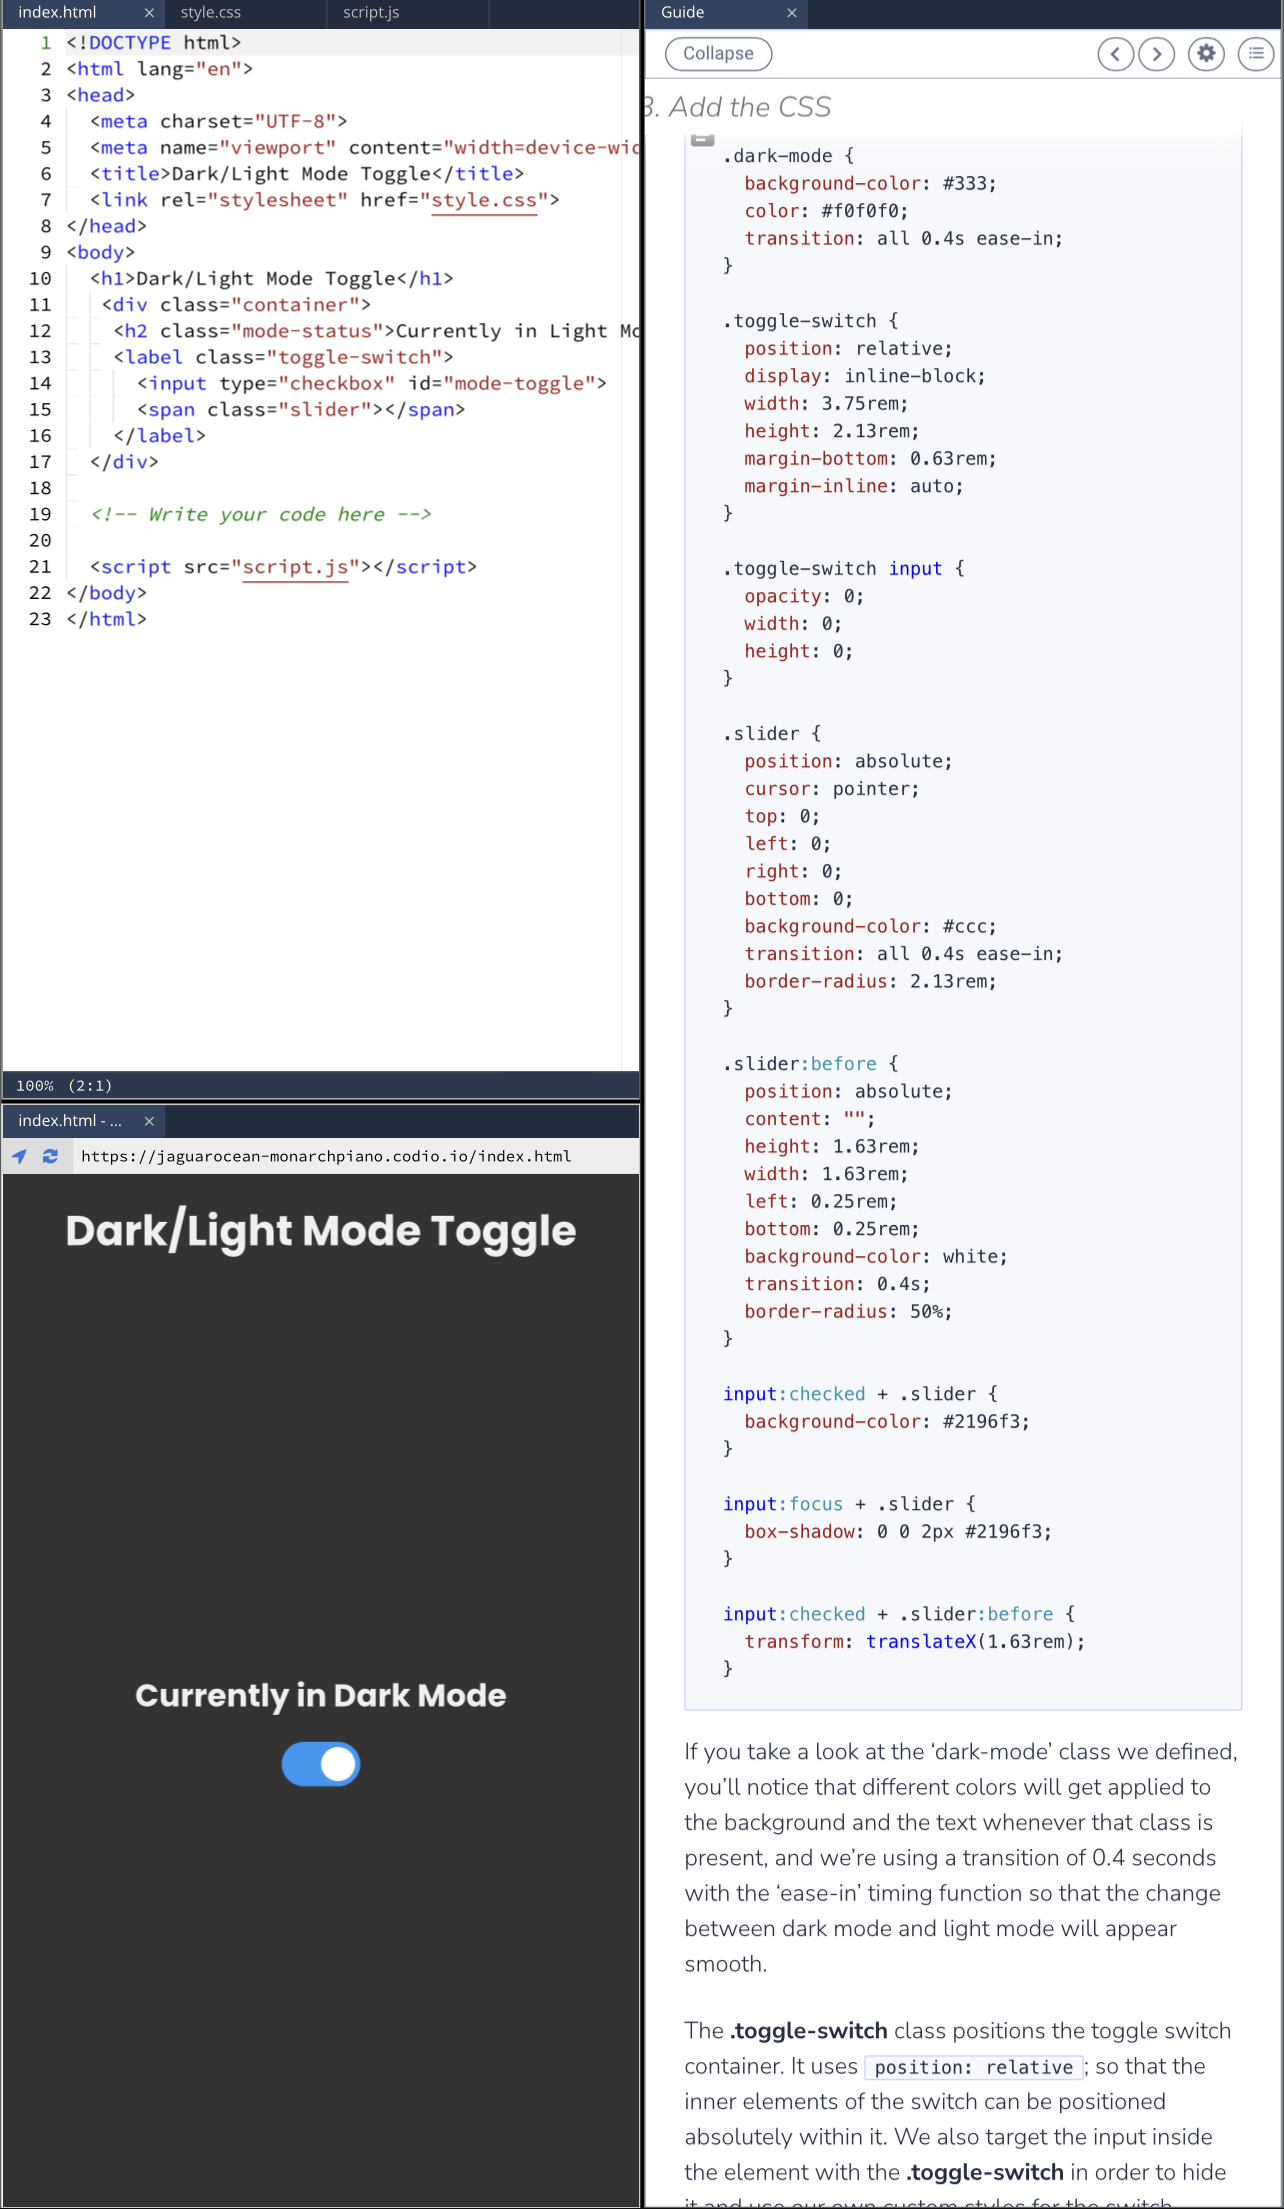 index.html × style.css script.js
1 <!DOCTYPE html>
2 <html lang="en">
3 <head>
4 <meta charset="UTF-8">
5 <meta name="viewport" content="width=device-wid
6 <title>Dark/Light Mode Toggle</title>
7 <link rel="stylesheet" href="style.css">
8 </head>
9 <body>
10 <h1>Dark/Light Mode Toggle</h1>
11 <div class="container">
12 <h2 class="mode-status">Currently in Light Mo
13 <label class="toggle-switch">
14 <input type="checkbox" id="mode-toggle">
15 <span class="slider"></span>
16 </label>
17 </div>
18
19 <!-- Write your code here -->
20
21 <script src="script.js"></script>
22 </body>
23 </html>
100% (2:1)
index.html - ... ×
https://jaguarocean-monarchpiano.codio.io/index.html
Dark/Light Mode Toggle
Currently in Dark Mode
Guide ×
Collapse
3. Add the CSS
.dark-mode {
background-color: #333;
color: #f0f0f0;
transition: all 0.4s ease-in;
}
.toggle-switch {
position: relative;
display: inline-block;
width: 3.75rem;
height: 2.13rem;
margin-bottom: 0.63rem;
margin-inline: auto;
}
.toggle-switch input {
opacity: 0;
width: 0;
height: 0;
}
.slider {
position: absolute;
cursor: pointer;
top: 0;
left: 0;
right: 0;
bottom: 0;
background-color: #ccc;
transition: all 0.4s ease-in;
border-radius: 2.13rem;
}
.slider:before {
position: absolute;
content: "";
height: 1.63rem;
width: 1.63rem;
left: 0.25rem;
bottom: 0.25rem;
background-color: white;
transition: 0.4s;
border-radius: 50%;
}
input:checked + .slider {
background-color: #2196f3;
}
input:focus + .slider {
box-shadow: 0 0 2px #2196f3;
}
input:checked + .slider:before {
transform: translateX(1.63rem);
}
If you take a look at the ‘dark-mode’ class we defined,
you’ll notice that different colors will get applied to
the background and the text whenever that class is
present, and we’re using a transition of 0.4 seconds
with the ‘ease-in’ timing function so that the change
between dark mode and light mode will appear
smooth.
The .toggle-switch class positions the toggle switch
container. It uses position: relative; so that the
inner elements of the switch can be positioned
absolutely within it. We also target the input inside
the element with the .toggle-switch in order to hide
it and use our own custom styles for the switch